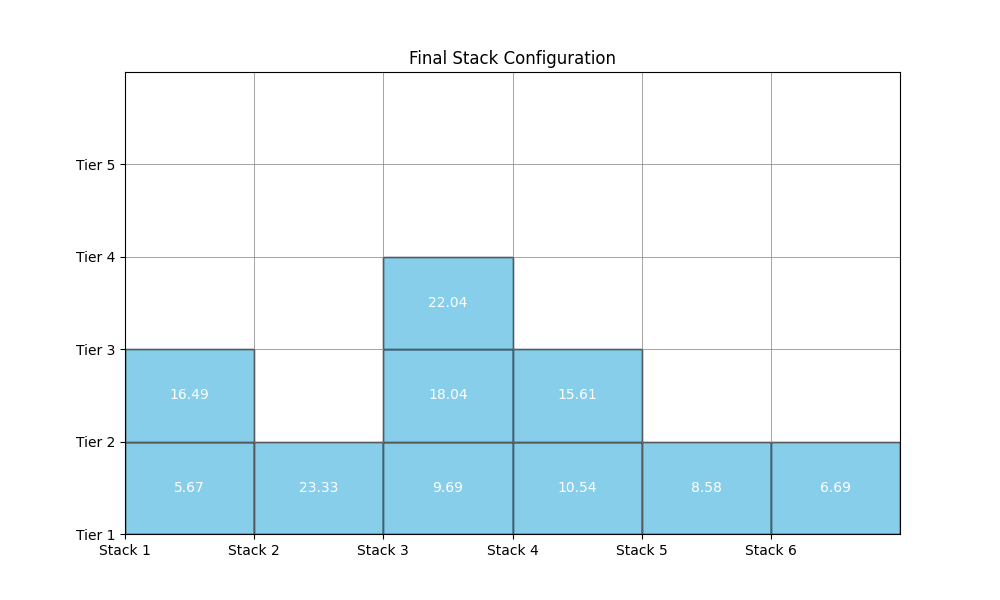 Final Stack Configuration
Tier 5
Tier 4
22.04
Tier 3
16.49 18.04 15.61
Tier 2
5.67 23.33 9.69 10.54 8.58 6.69
Tier 1
Stack 1 Stack 2 Stack 3 Stack 4 Stack 5 Stack 6